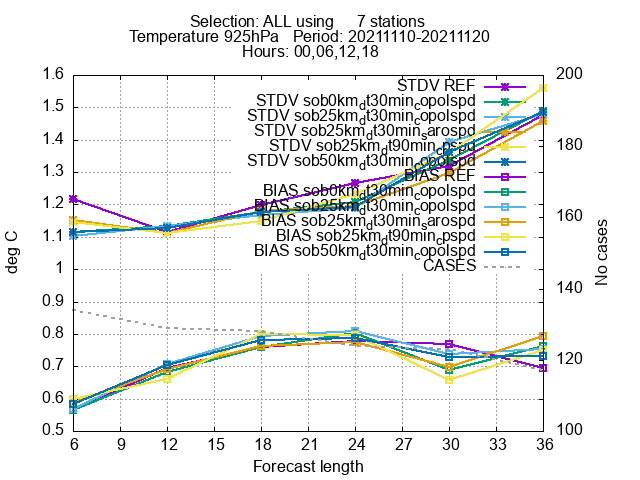 Selection: ALL using 7 stations
Temperature 925hPa Period: 20211110-20211120
Hours: 00,06,12,18
STDV REF
STDV sob0km_dt30min_copolspd
STDV sob25km_dt30min_copolspd
STDV sob25km_dt30min_sarospd
STDV sob25km_dt90min_cpspd
STDV sob50km_dt30min_copolspd
BIAS REF
BIAS sob0km_dt30min_copolspd
BIAS sob25km_dt30min_copolspd
BIAS sob25km_dt30min_sarospd
BIAS sob25km_dt90min_cpspd
BIAS sob50km_dt30min_copolspd
CASES
1.6
1.5
1.4
1.3
1.2
1.1
1
0.9
0.8
0.7
0.6
0.5
deg C
200
180
160
140
120
100
No cases
6 9 12 15 18 21 24 27 30 33 36
Forecast length